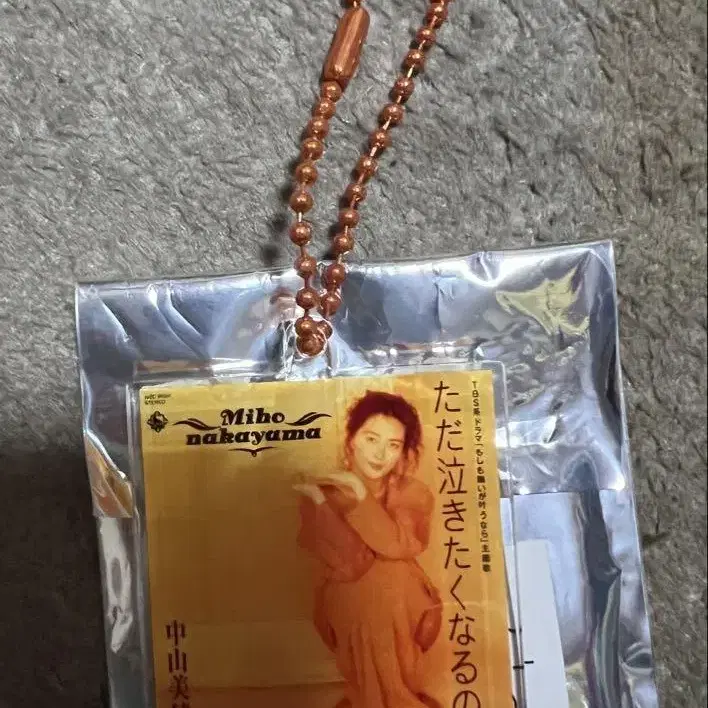 STEREO
Miho
nakayama
TBS系ドラマ「もしも願いが叶うなら」主題歌
ただ泣きたくなるの
中山美